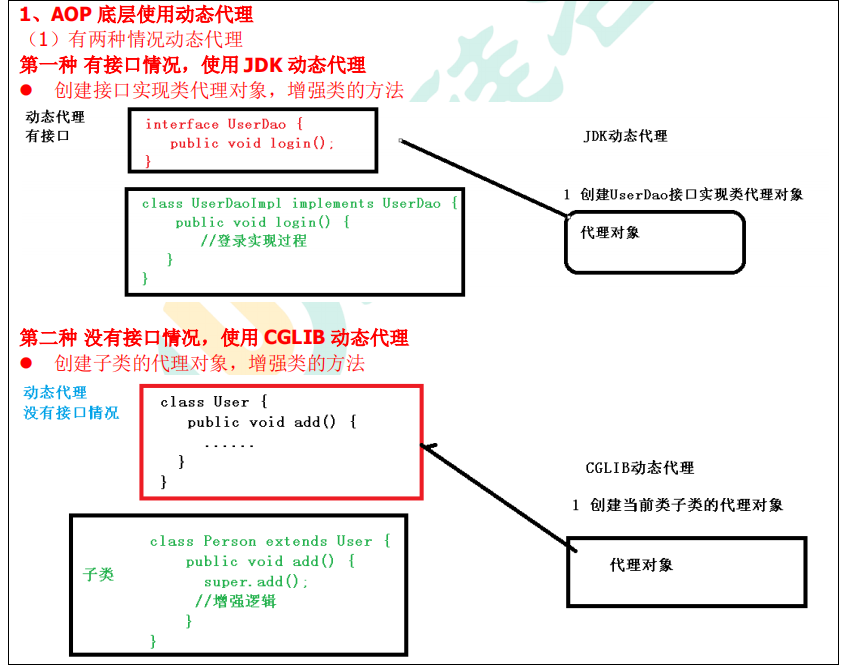 1、AOP 底层使用动态代理
（1）有两种情况动态代理
第一种 有接口情况，使用 JDK 动态代理
● 创建接口实现类代理对象，增强类的方法
动态代理
有接口
interface UserDao {
public void login();
}
class UserDaoImpl implements UserDao {
public void login() {
//登录实现过程
}
}
JDK动态代理
1 创建UserDao接口实现类代理对象
代理对象
第二种 没有接口情况，使用 CGLIB 动态代理
● 创建子类的代理对象，增强类的方法
动态代理
没有接口情况
class User {
public void add() {
......
}
}
子类
class Person extends User {
public void add() {
super.add();
//增强逻辑
}
}
CGLIB动态代理
1 创建当前类子类的代理对象
代理对象